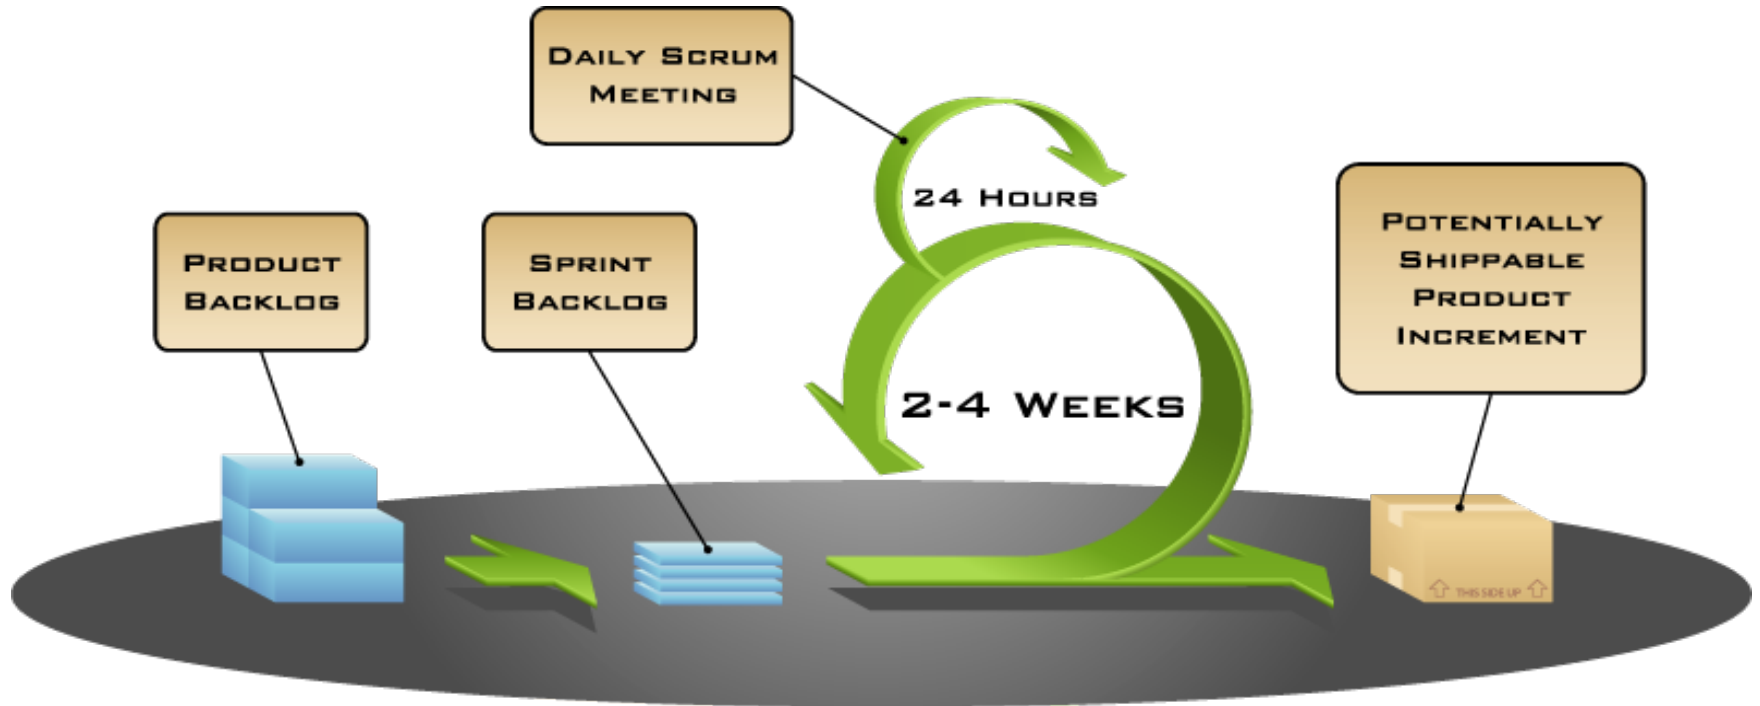 DAILY SCRUM
MEETING
24 HOURS
PRODUCT
BACKLOG
SPRINT
BACKLOG
2-4 WEEKS
POTENTIALLY
SHIPPABLE
PRODUCT
INCREMENT
THIS SIDE UP